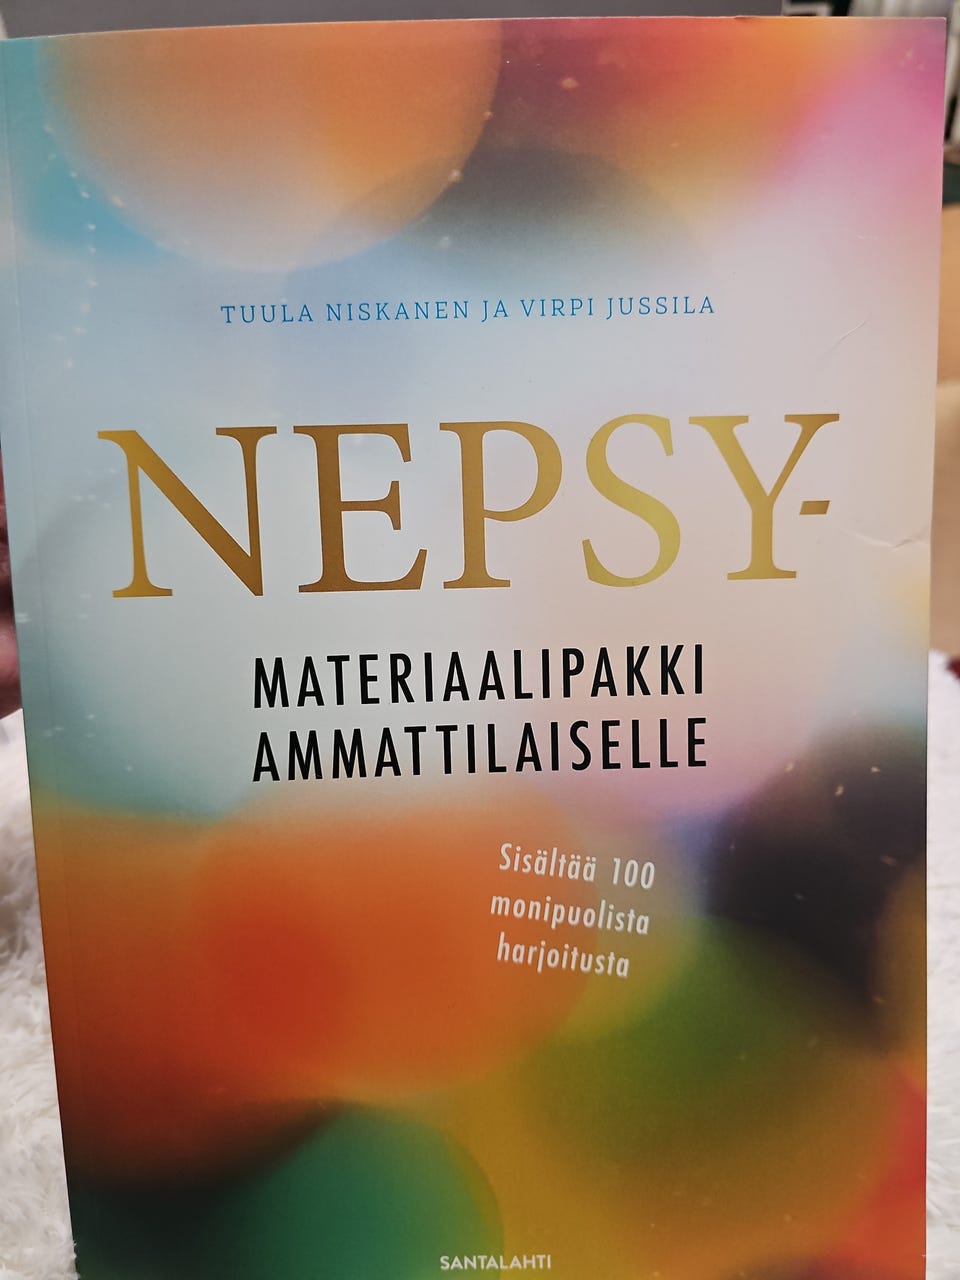 TUULA NISKANEN JA VIRPI JUSSILA
NEPSY-
MATERIAALIPAKKI
AMMATTILAISELLE
Sisältää 100
monipuolista
harjoitusta
SANTALAHTI